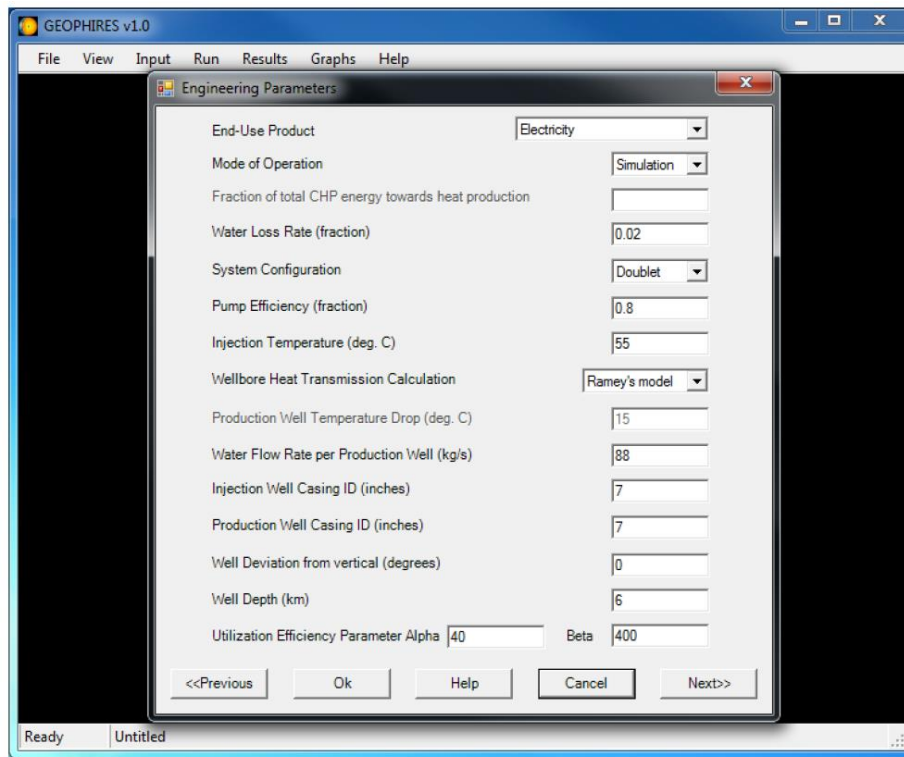 GEOPHIRES v1.0
File View Input Run Results Graphs Help
Engineering Parameters
End-Use Product Electricity
Mode of Operation Simulation
Fraction of total CHP energy towards heat production
Water Loss Rate (fraction) 0.02
System Configuration Doublet
Pump Efficiency (fraction) 0.8
Injection Temperature (deg. C) 55
Wellbore Heat Transmission Calculation Ramey's model
Production Well Temperature Drop (deg. C) 15
Water Flow Rate per Production Well (kg/s) 88
Injection Well Casing ID (inches) 7
Production Well Casing ID (inches) 7
Well Deviation from vertical (degrees) 0
Well Depth (km) 6
Utilization Efficiency Parameter Alpha 40 Beta 400
<<Previous Ok Help Cancel Next>>
Ready Untitled